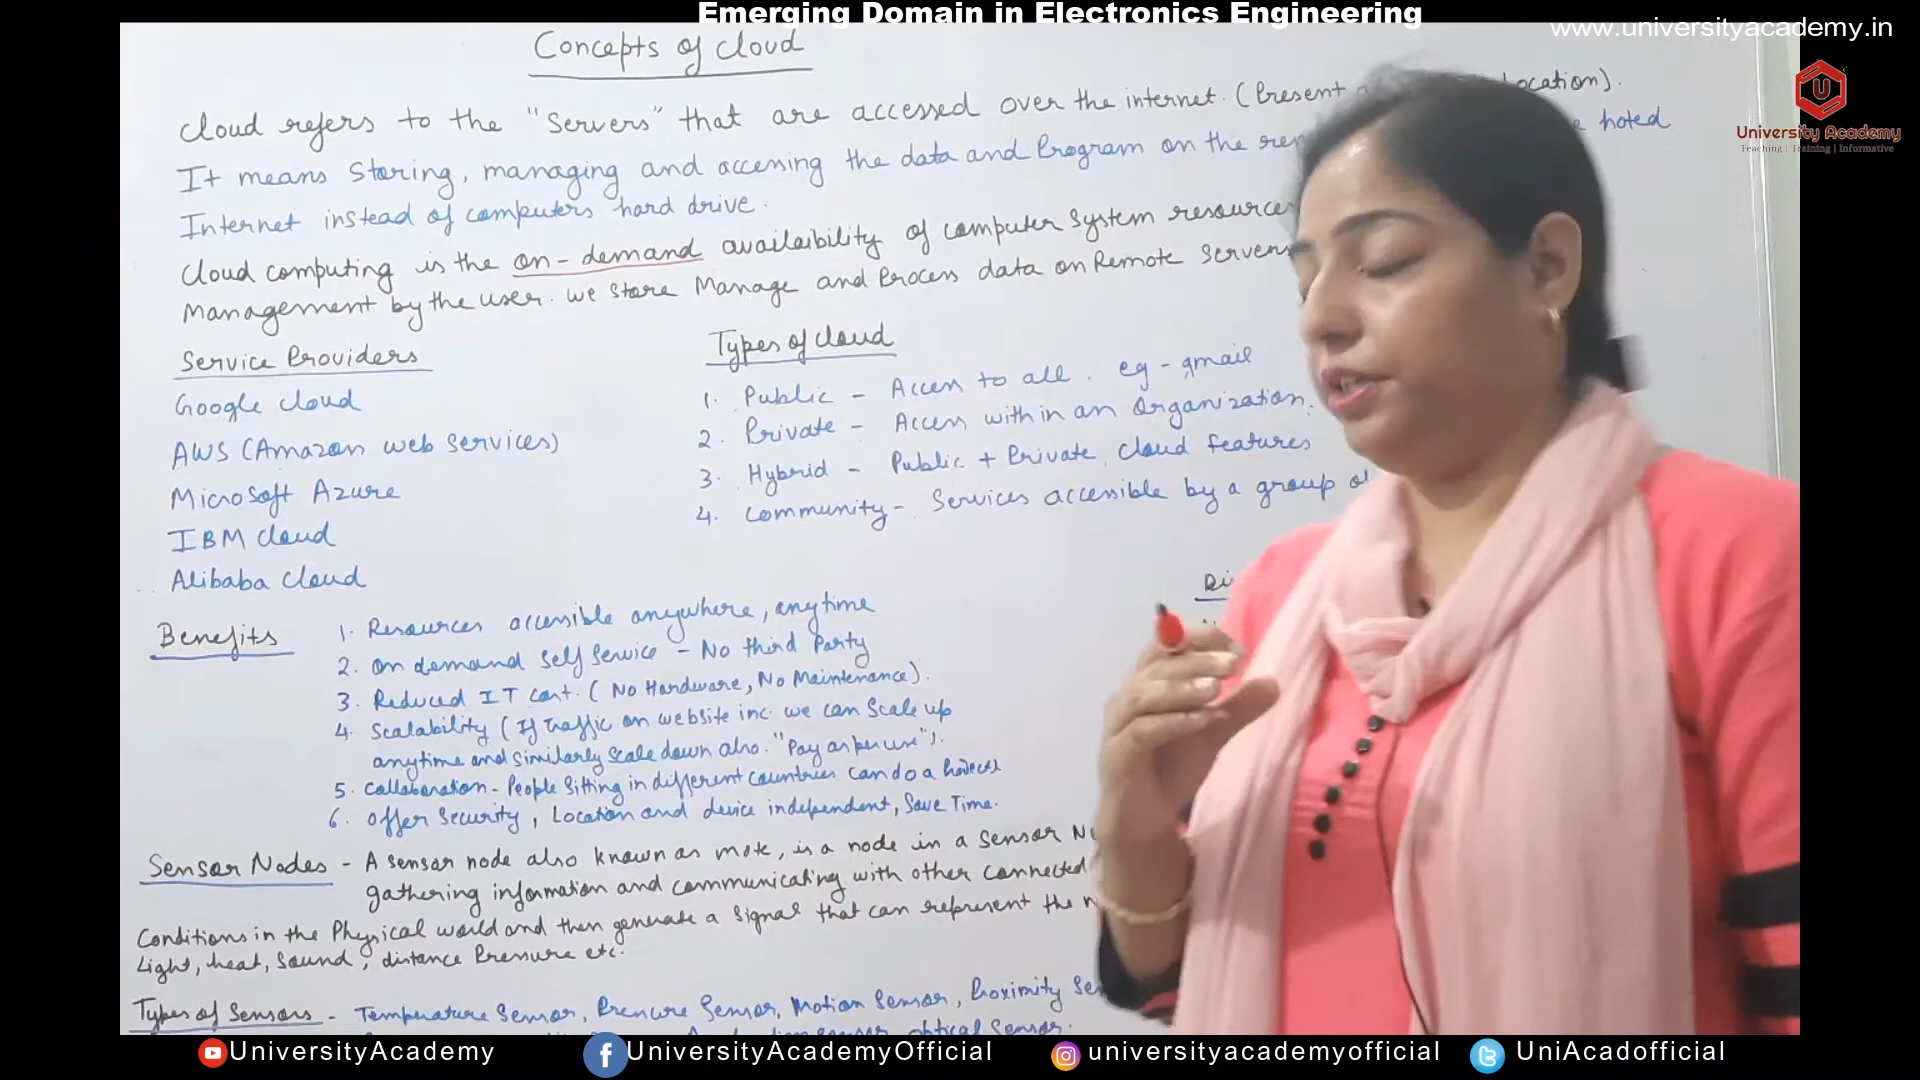 Emerging Domain in Electronics Engineering
www.universityacademy.in
Concepts of Cloud
Cloud refers to the "Servers" that are accessed over the internet. (Present ocation).
University Academy
Teaching | Training | Informative
It means Storing, managing and accessing the data and Program on the hoted
Internet instead of computers hard drive.
Cloud computing is the on-demand availaibility of computer System resources
Management by the user. We store Manage and Process data on Remote Servers
Service Providers
Google Cloud
AWS (Amazon Web Services)
Microsoft Azure
IBM Cloud
Alibaba Cloud
Types of Cloud
1. Public - Access to all. eg - gmail
2. Private - Access within an Organization.
3. Hybrid - Public + Private Cloud features
4. Community - Services accessible by a group of
Benefits
1. Resources accessible anywhere, anytime
2. On demand Self Service - No third Party
3. Reduced IT cost. (No Hardware, No Maintenance).
4. Scalability (If traffic on website inc. we can Scale up
anytime and similarly Scale down also. "Pay as per use").
5. Collaboration - People Sitting in different Countries can do a Project
6. Offer Security, Location and device independent, Save Time.
Sensor Nodes - A sensor node also known as mote, is a node in a Sensor
gathering information and communicating with other connected
Conditions in the Physical world and then generate a Signal that can represent the
Light, heat, Sound, distance Pressure etc.
Types of Sensors - Temperature Sensor, Pressure Sensor, Motion Sensor, Proximity
optical Sensor.
UniversityAcademy
UniversityAcademyOfficial
universityacademyofficial
UniAcadofficial